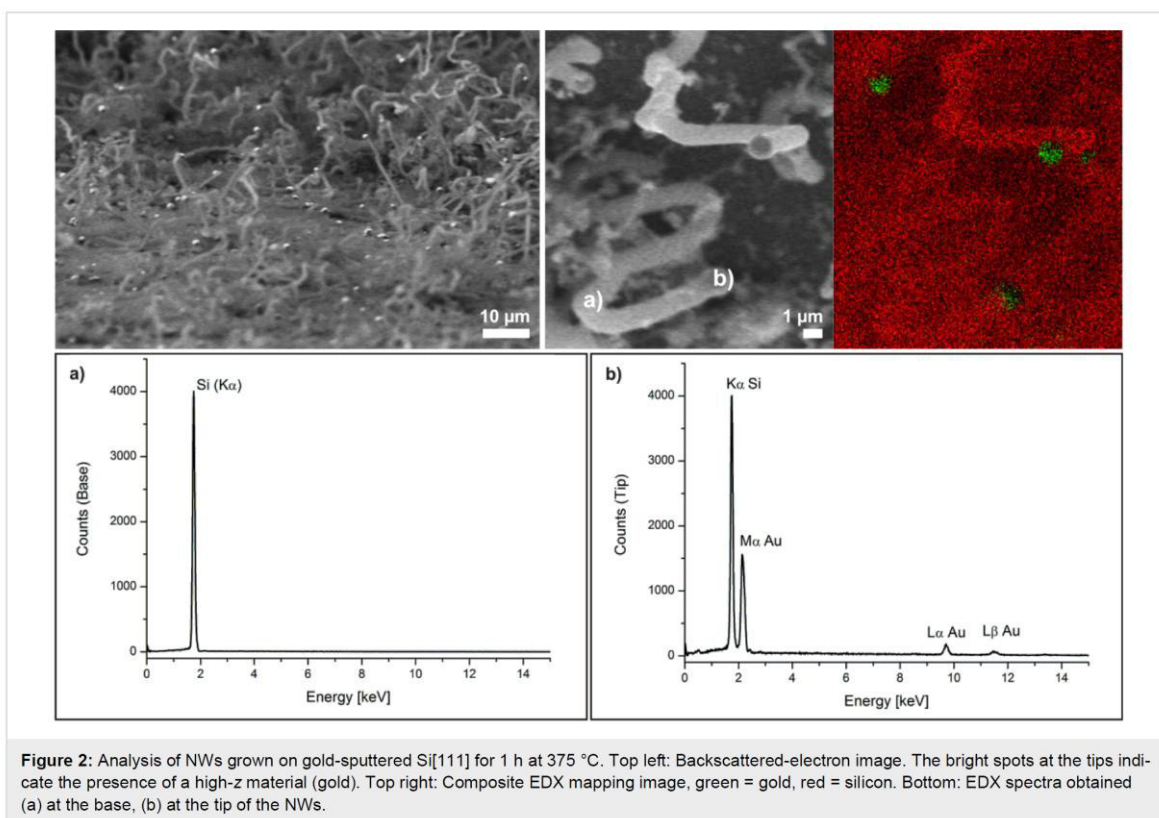 10 µm
a)
b)
1 µm
a)
Si (Kα)
4000
3000
2000
1000
0
Counts (Base)
0 2 4 6 8 10 12 14
Energy [keV]
b)
Kα Si
Mα Au
Lα Au
Lβ Au
4000
3000
2000
1000
0
Counts (Tip)
0 2 4 6 8 10 12 14
Energy [keV]
Figure 2: Analysis of NWs grown on gold-sputtered Si[111] for 1 h at 375 °C. Top left: Backscattered-electron image. The bright spots at the tips indi-
cate the presence of a high-z material (gold). Top right: Composite EDX mapping image, green = gold, red = silicon. Bottom: EDX spectra obtained
(a) at the base, (b) at the tip of the NWs.